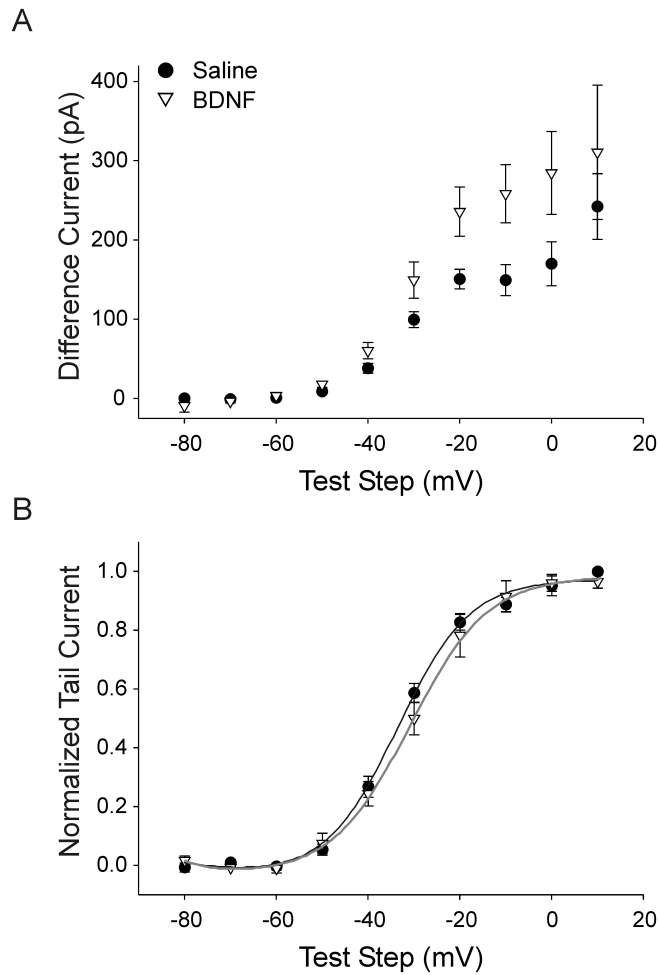 A
Saline
BDNF
Difference Current (pA)
400
300
200
100
0
-80
-60
-40
-20
0
20
Test Step (mV)
B
Normalized Tail Current
1.0
0.8
0.6
0.4
0.2
0.0
-80
-60
-40
-20
0
20
Test Step (mV)